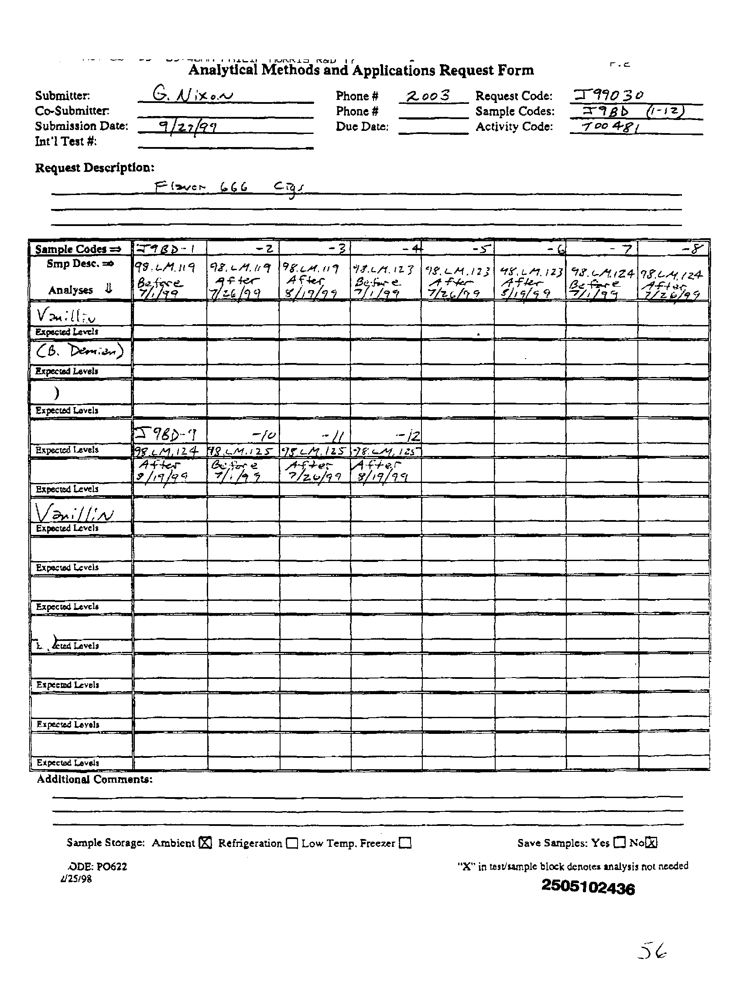 PHILIP MORRIS R&D
Analytical Methods and Applications Request Form
Submitter: G. Nixon Phone # 2003 Request Code: I99030
Co-Submitter: Phone # Sample Codes: I9BD (1-12)
Submission Date: 9/27/99 Due Date: Activity Code: T00481
Int'l Test #:
Request Description:
Flavor 666 Cigs
Sample Codes ⇒ I9BD-1 -2 -3 -4 -5 -6 -7 -8
Smp Desc. ⇒ 98.LM.119 98.LM.119 98.LM.119 98.LM.123 98.LM.123 98.LM.123 98.LM.124 98.LM.124
Analyses ⇓ Before 7/1/99 After 7/26/99 After 8/19/99 Before 7/1/99 After 7/26/99 After 8/19/99 Before 7/1/99 After 7/26/99
Vanillin
Expected Levels
(B. Demian)
Expected Levels
)
Expected Levels
I9BD-9 -10 -11 -12
Expected Levels 98.LM.124 98.LM.125 98.LM.125 98.LM.125
After Before After After
8/19/99 7/1/99 7/26/99 8/19/99
Expected Levels
Vanillin
Expected Levels
Expected Levels
Expected Levels
cted Levels
Expected Levels
Expected Levels
Expected Levels
Additional Comments:
Sample Storage: Ambient ☒ Refrigeration ☐ Low Temp. Freezer ☐ Save Samples: Yes ☐ No ☒
ODE: PO622 "X" in test/sample block denotes analysis not needed
/25/98
2505102436
56